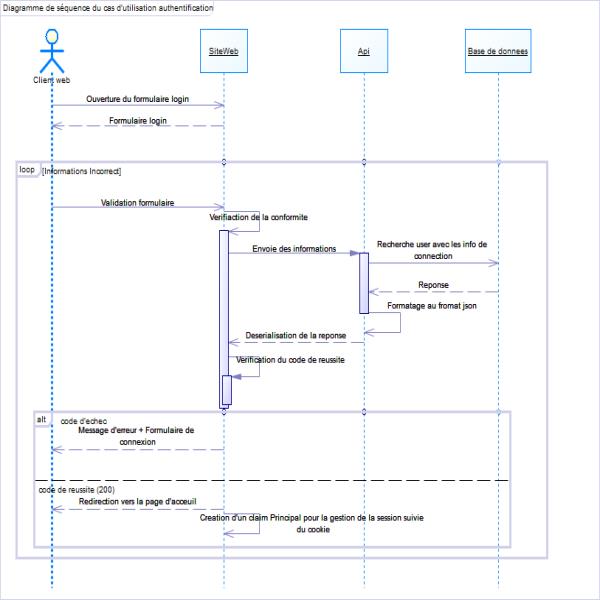 Diagramme de séquence du cas d'utilisation authentification
SiteWeb
Api
Base de donnees
Client web
Ouverture du formulaire login
Formulaire login
loop
[Informations Incorrect]
Validation formulaire
Verifiaction de la conformite
Envoie des informations
Recherche user avec les info de
connection
Reponse
Formatage au fromat json
Deserialisation de la reponse
Verification du code de reussite
alt
code d'echec
Message d'erreur + Formulaire de
connexion
code de reussite (200)
Redirection vers la page d'acceuil
Creation d'un claim Principal pour la gestion de la session suivie
du cookie